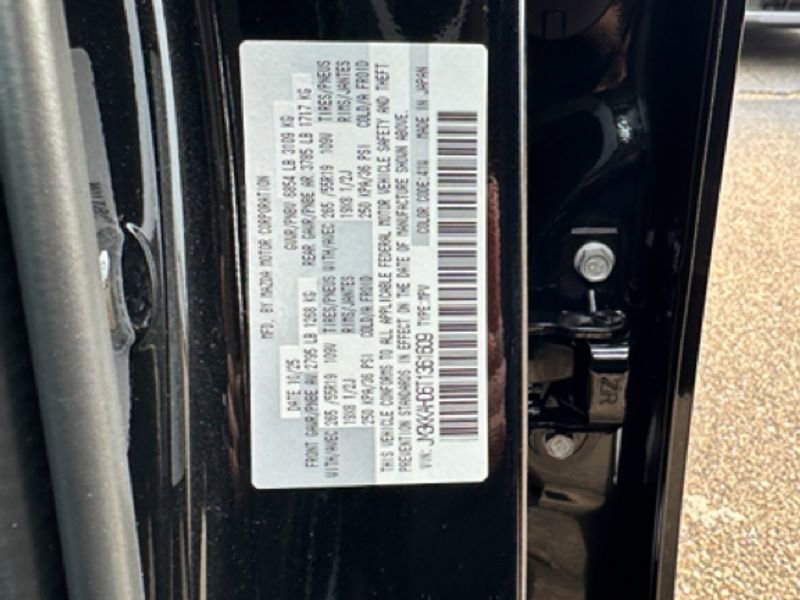 MFD. BY MAZDA MOTOR CORPORATION
DATE 10/25 GVWR/PNBV 6854 LB 3109 KG
FRONT GAWR/PNBE AV 2795 LB 1268 KG REAR GAWR/PNBE AR 3785 LB 1717 KG
WITH/AVEC 265 /55R19 109V TIRES/PNEUS WITH/AVEC 265 /55R19 109V TIRES/PNEUS
19X8 1/2J RIMS/JANTES 19X8 1/2J RIMS/JANTES
250 KPA/36 PSI COLD/A FROID 250 KPA/36 PSI COLD/A FROID
THIS VEHICLE CONFORMS TO ALL APPLICABLE FEDERAL MOTOR VEHICLE SAFETY AND THEFT
PREVENTION STANDARDS IN EFFECT ON THE DATE OF MANUFACTURE SHOWN ABOVE.
VIN: JM3KKAHD6T1361609 TYPE:MPV COLOR CODE:41W MADE IN JAPAN
ZR